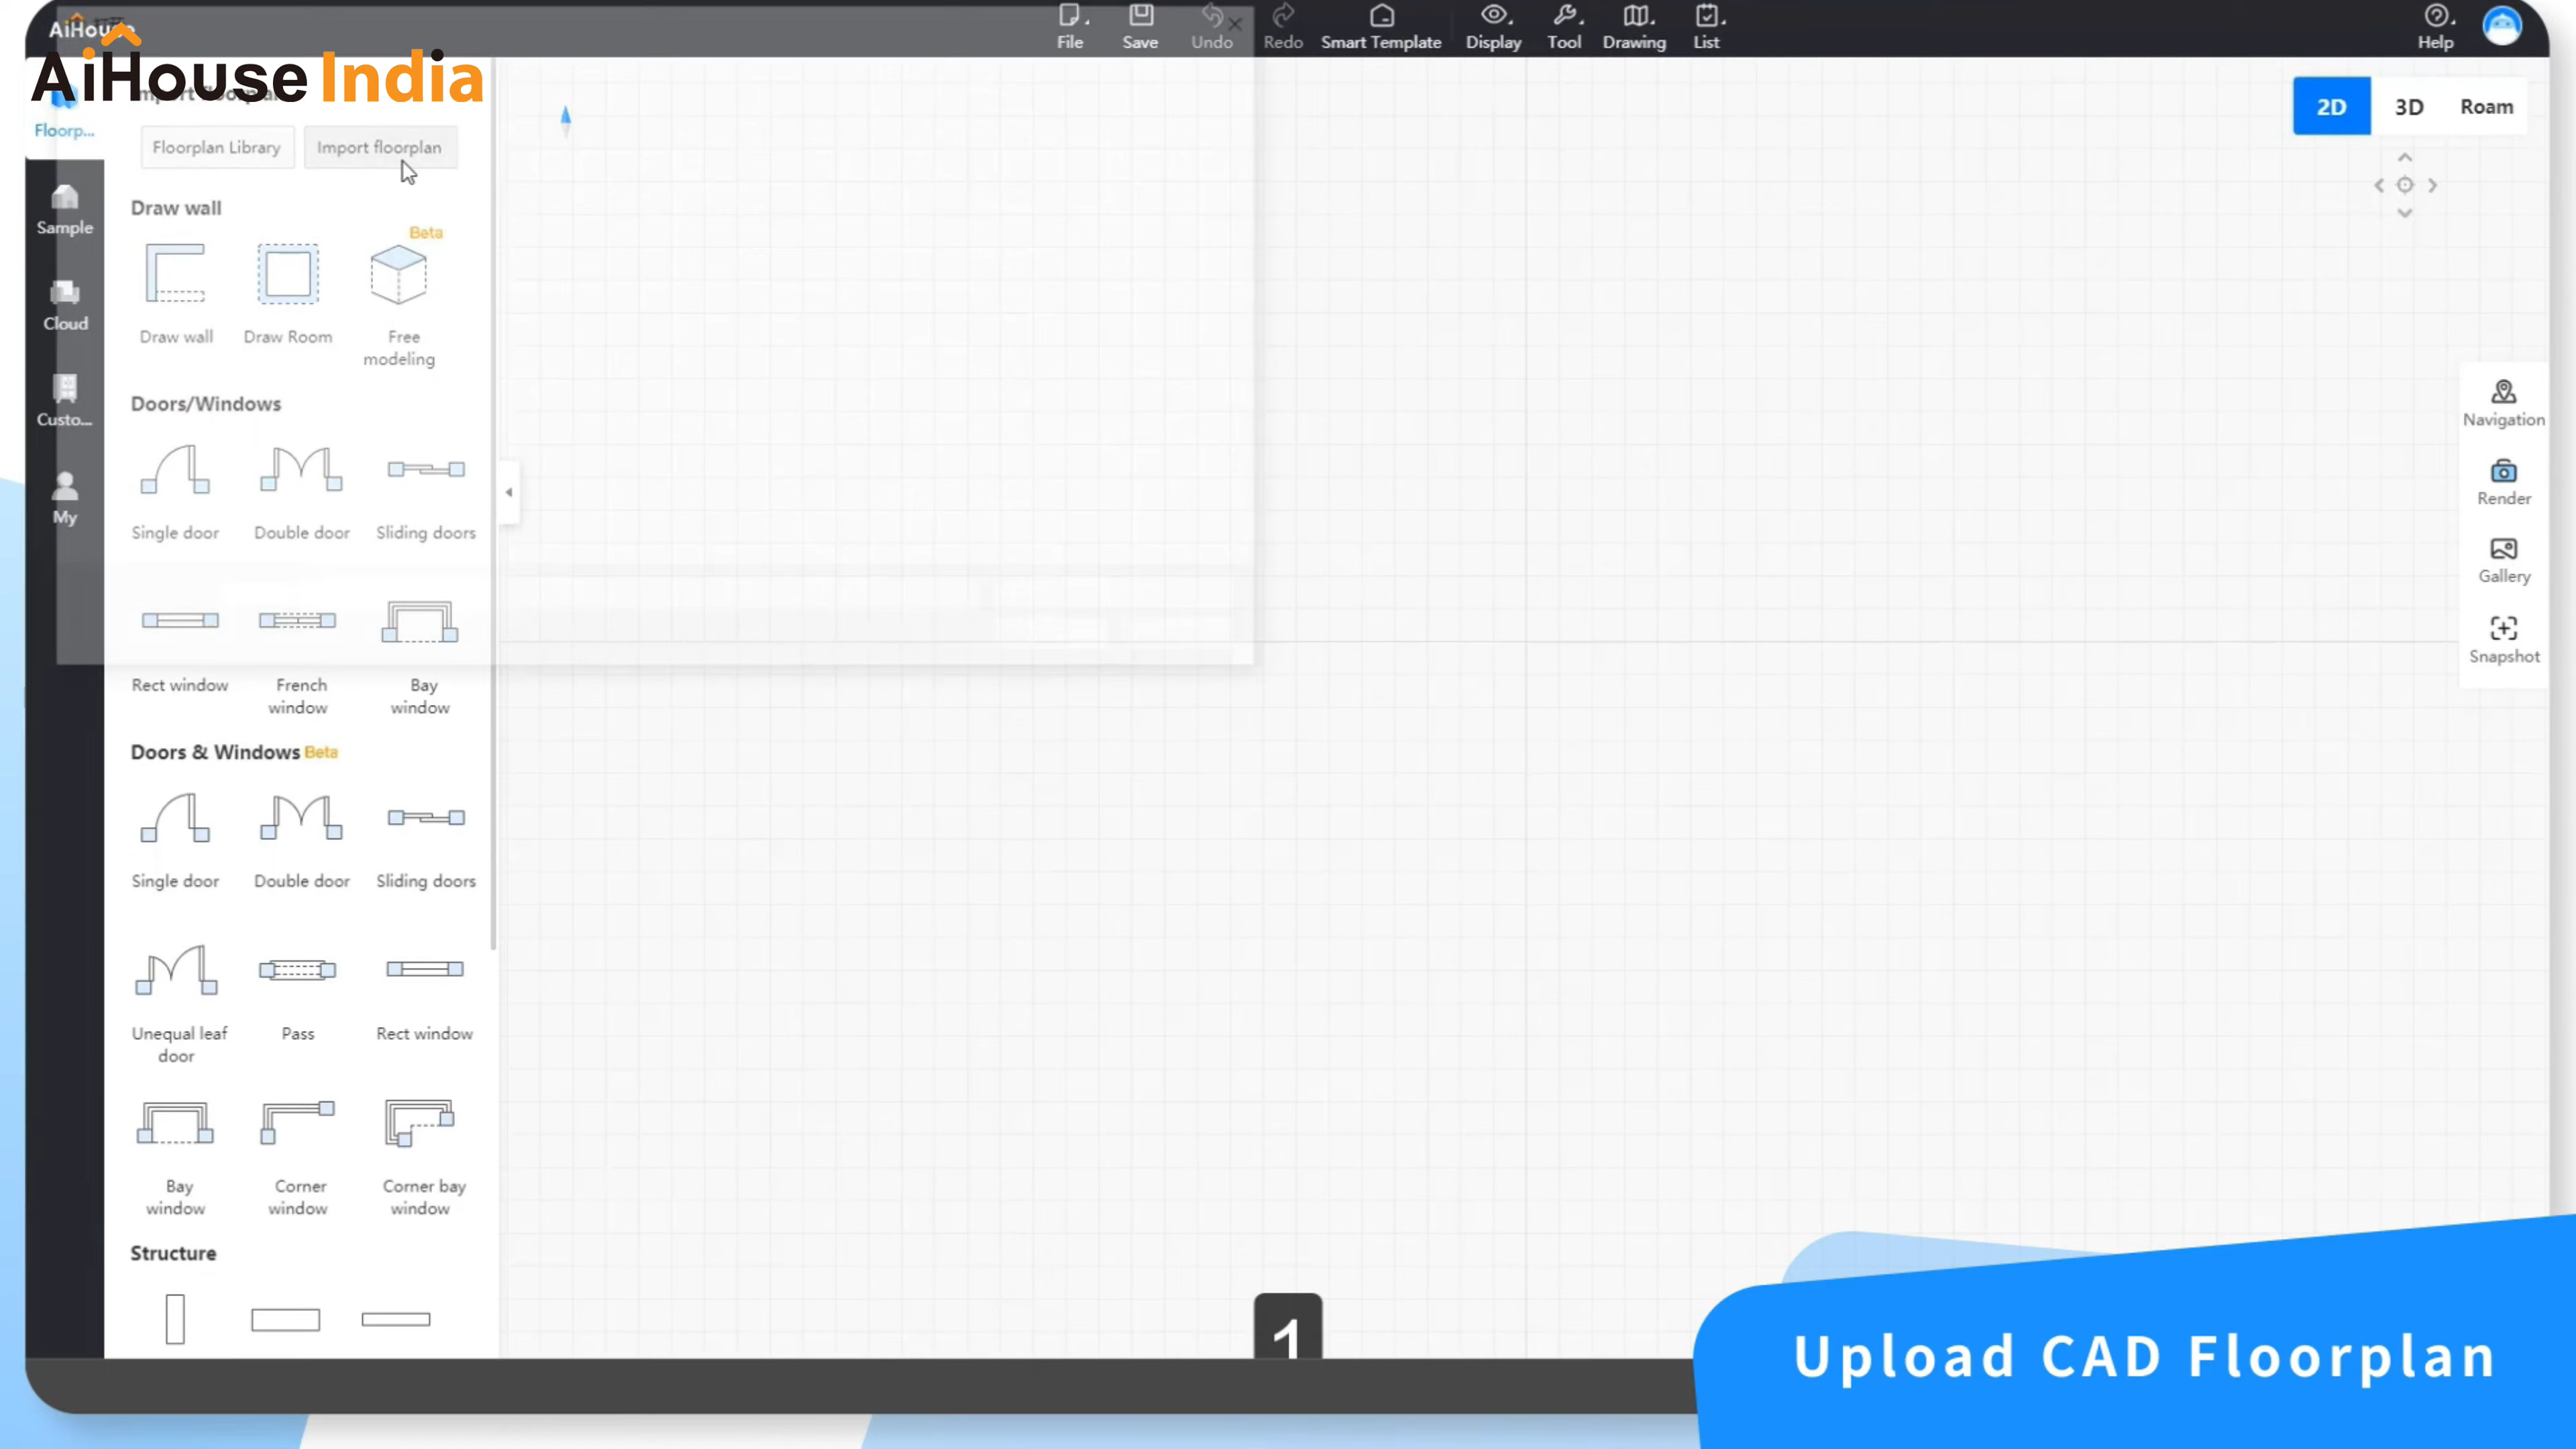 AiHouse
AiHouse India
File
Save
Undo
Redo
Smart Template
Display
Tool
Drawing
List
Help
Floorp...
Sample
Cloud
Custo...
My
Import floorplan
Floorplan Library
Import floorplan
Draw wall
Beta
Draw wall
Draw Room
Free
modeling
Doors/Windows
Single door
Double door
Sliding doors
Rect window
French
window
Bay
window
Doors & Windows Beta
Single door
Double door
Sliding doors
Unequal leaf
door
Pass
Rect window
Bay
window
Corner
window
Corner bay
window
Structure
2D
3D
Roam
Navigation
Render
Gallery
Snapshot
1
Upload CAD Floorplan